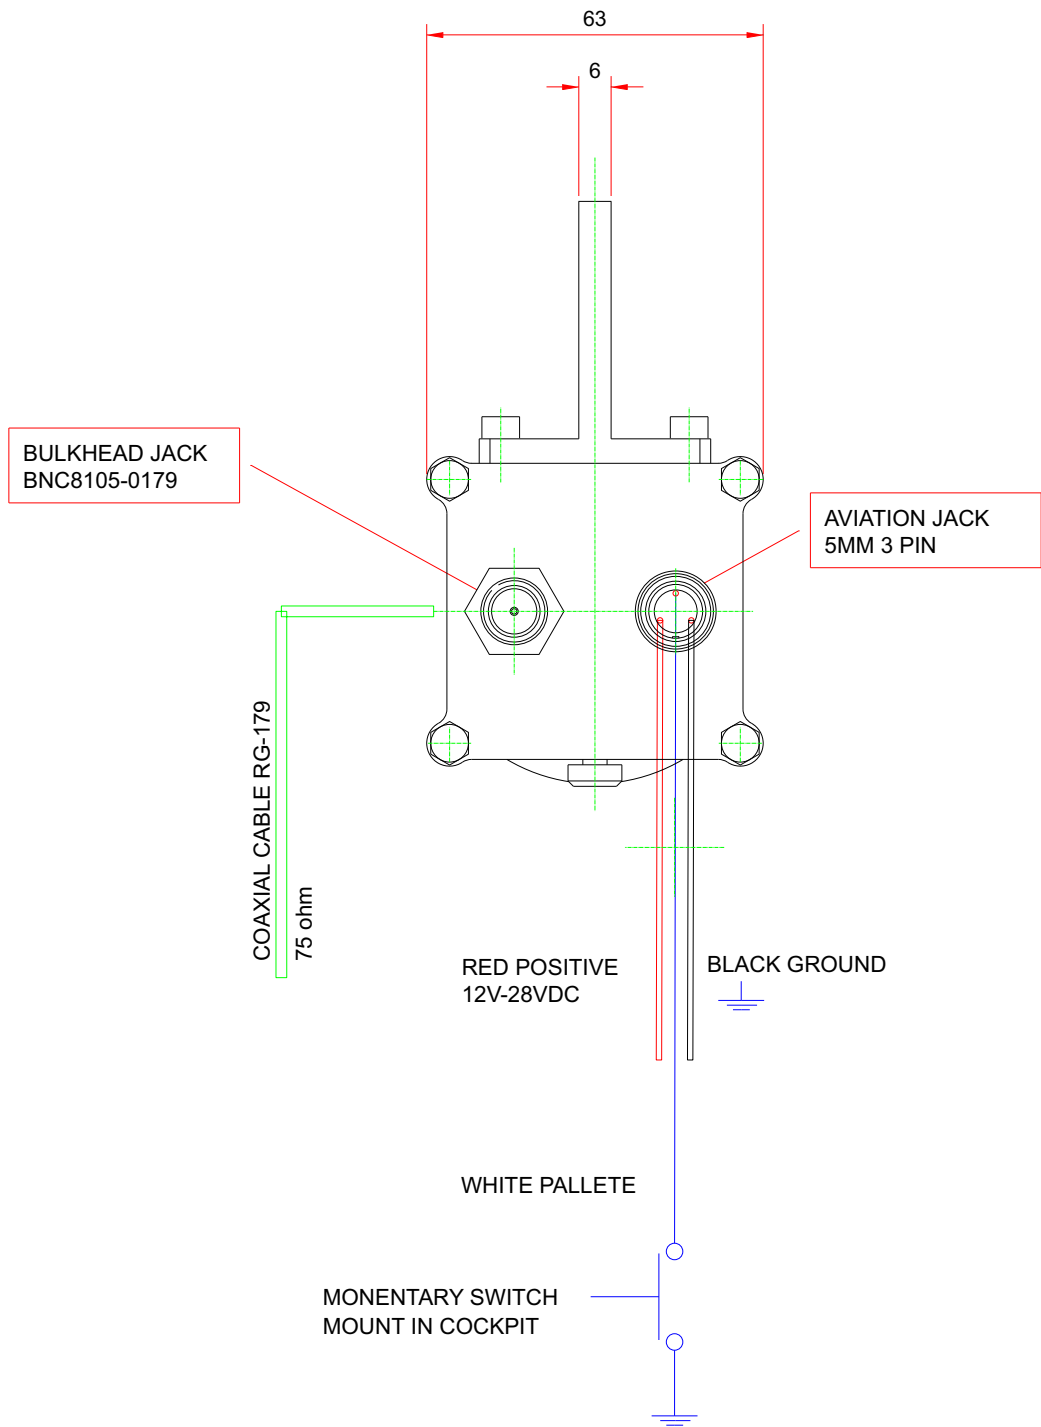 63
6
BULKHEAD JACK
BNC8105-0179
AVIATION JACK
5MM 3 PIN
COAXIAL CABLE RG-179
75 ohm
RED POSITIVE
12V-28VDC
BLACK GROUND
WHITE PALLETE
MONENTARY SWITCH
MOUNT IN COCKPIT